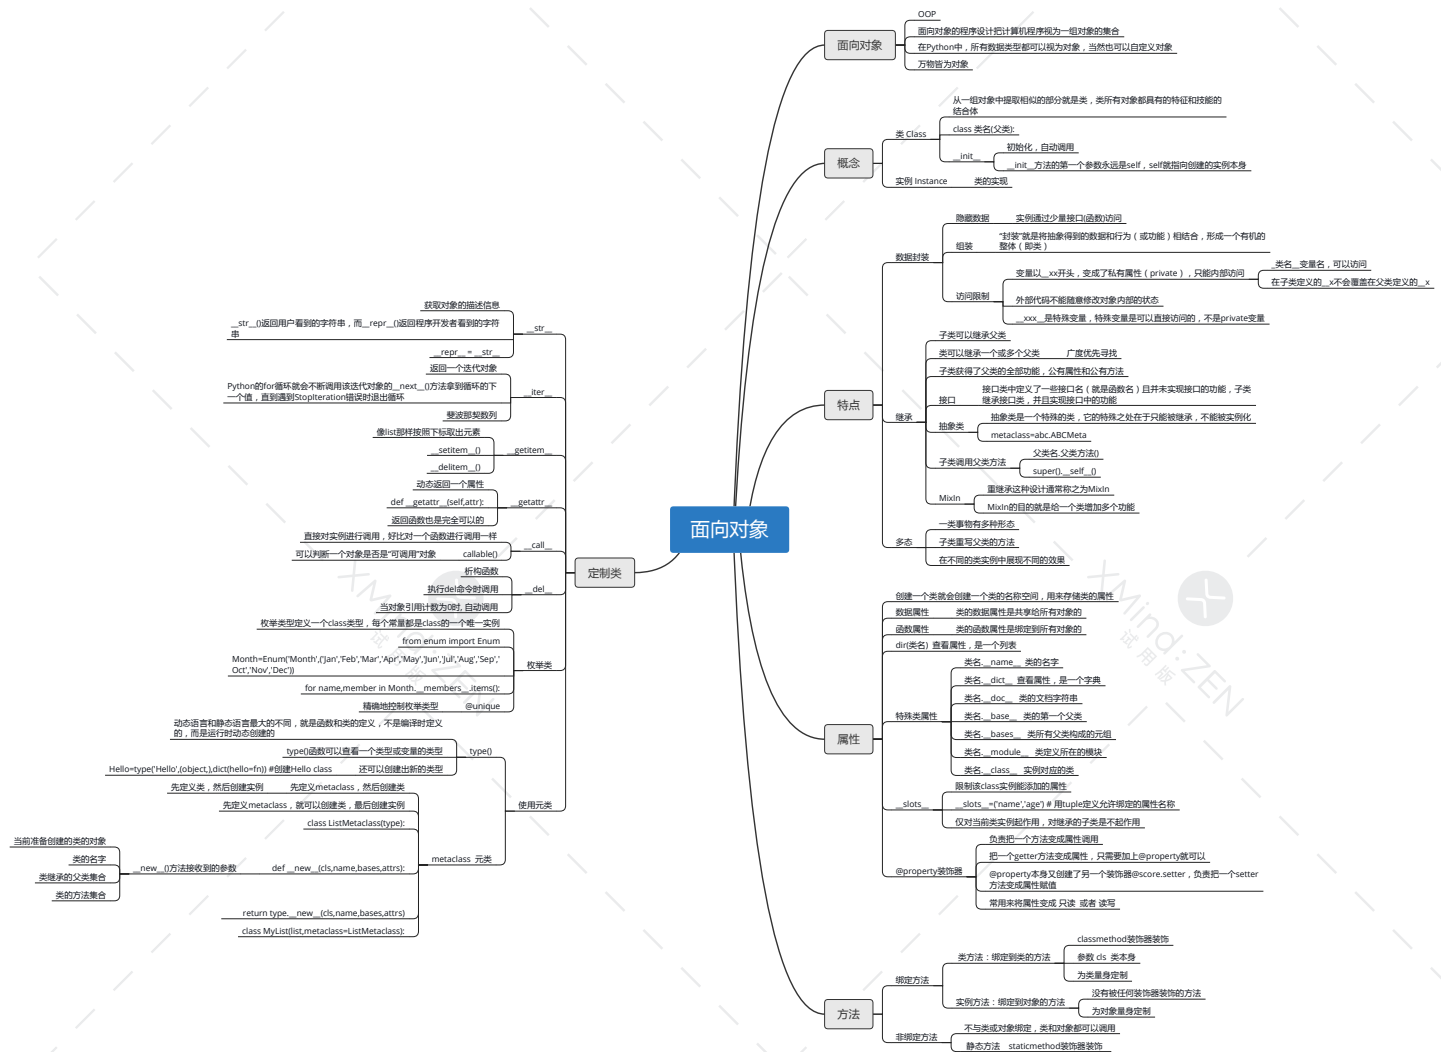 面向对象
面向对象
OOP
面向对象的程序设计把计算机程序视为一组对象的集合
在Python中，所有数据类型都可以视为对象，当然也可以自定义对象
万物皆为对象
概念
类 Class
从一组对象中提取相似的部分就是类，类所有对象都具有的特征和技能的
结合体
class 类名(父类):
__init__
初始化，自动调用
__init__方法的第一个参数永远是self，self就指向创建的实例本身
实例 Instance
类的实现
特点
数据封装
隐藏数据
实例通过少量接口(函数)访问
组装
“封装”就是将抽象得到的数据和行为（或功能）相结合，形成一个有机的
整体（即类）
访问限制
变量以__xx开头，变成了私有属性（private），只能内部访问
_类名__变量名，可以访问
在子类定义的__x不会覆盖在父类定义的__x
外部代码不能随意修改对象内部的状态
__xxx__是特殊变量，特殊变量是可以直接访问的，不是private变量
继承
子类可以继承父类
类可以继承一个或多个父类
广度优先寻找
子类获得了父类的全部功能，公有属性和公有方法
接口
接口类中定义了一些接口名（就是函数名）且并未实现接口的功能，子类
继承接口类，并且实现接口中的功能
抽象类
抽象类是一个特殊的类，它的特殊之处在于只能被继承，不能被实例化
metaclass=abc.ABCMeta
子类调用父类方法
父类名.父类方法()
super().__self__()
MixIn
重继承这种设计通常称之为MixIn
MixIn的目的就是给一个类增加多个功能
多态
一类事物有多种形态
子类重写父类的方法
在不同的类实例中展现不同的效果
属性
创建一个类就会创建一个类的名称空间，用来存储类的属性
数据属性
类的数据属性是共享给所有对象的
函数属性
类的函数属性是绑定到所有对象的
dir(类名) 查看属性，是一个列表
特殊类属性
类名.__name__ 类的名字
类名.__dict__ 查看属性，是一个字典
类名.__doc__ 类的文档字符串
类名.__base__ 类的第一个父类
类名.__bases__ 类所有父类构成的元组
类名.__module__ 类定义所在的模块
类名.__class__ 实例对应的类
__slots__
限制该class实例能添加的属性
__slots__=('name','age') # 用tuple定义允许绑定的属性名称
仅对当前类实例起作用，对继承的子类是不起作用
@property装饰器
负责把一个方法变成属性调用
把一个getter方法变成属性，只需要加上@property就可以
@property本身又创建了另一个装饰器@score.setter，负责把一个setter
方法变成属性赋值
常用来将属性变成 只读 或者 读写
方法
绑定方法
类方法：绑定到类的方法
classmethod装饰器装饰
参数 cls 类本身
为类量身定制
实例方法：绑定到对象的方法
没有被任何装饰器装饰的方法
为对象量身定制
非绑定方法
不与类或对象绑定，类和对象都可以调用
静态方法
staticmethod装饰器装饰
定制类
__str__
获取对象的描述信息
__str__()返回用户看到的字符串，而__repr__()返回程序开发者看到的字符
串
__repr__ = __str__
__iter__
返回一个迭代对象
Python的for循环就会不断调用该迭代对象的__next__()方法拿到循环的下
一个值，直到遇到StopIteration错误时退出循环
斐波那契数列
__getitem__
像list那样按照下标取出元素
__setitem__()
__delitem__()
__getattr__
动态返回一个属性
def __getattr__(self,attr):
返回函数也是完全可以的
__call__
直接对实例进行调用，好比对一个函数进行调用一样
可以判断一个对象是否是“可调用”对象
callable()
__del__
析构函数
执行del命令时调用
当对象引用计数为0时, 自动调用
枚举类
枚举类型定义一个class类型，每个常量都是class的一个唯一实例
from enum import Enum
Month=Enum('Month',('Jan','Feb','Mar','Apr','May','Jun','Jul','Aug','Sep','
Oct','Nov','Dec'))
for name,member in Month.__members__.items():
精确地控制枚举类型
@unique
使用元类
type()
动态语言和静态语言最大的不同，就是函数和类的定义，不是编译时定义
的，而是运行时动态创建的
type()函数可以查看一个类型或变量的类型
Hello=type('Hello',(object,),dict(hello=fn)) #创建Hello class
还可以创建出新的类型
metaclass 元类
先定义类，然后创建实例
先定义metaclass，然后创建类
先定义metaclass，就可以创建类，最后创建实例
class ListMetaclass(type):
def __new__(cls,name,bases,attrs):
__new__()方法接收到的参数
当前准备创建的类的对象
类的名字
类继承的父类集合
类的方法集合
return type.__new__(cls,name,bases,attrs)
class MyList(list,metaclass=ListMetaclass):
XMind:ZEN
试用版
XMind:ZEN
试用版